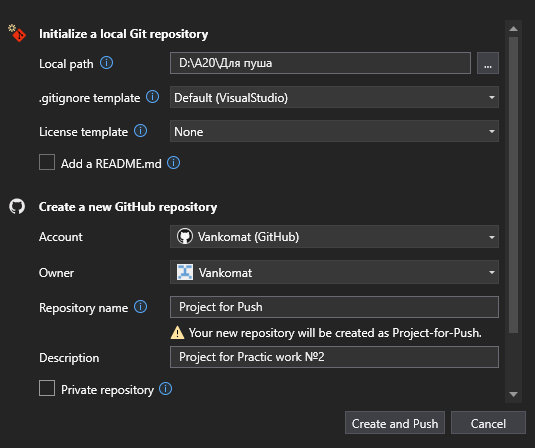 Initialize a local Git repository
Local path D:\A20\Для пуша ...
.gitignore template Default (VisualStudio)
License template None
Add a README.md
Create a new GitHub repository
Account Vankomat (GitHub)
Owner Vankomat
Repository name Project for Push
Your new repository will be created as Project-for-Push.
Description Project for Practic work №2
Private repository
Create and Push Cancel